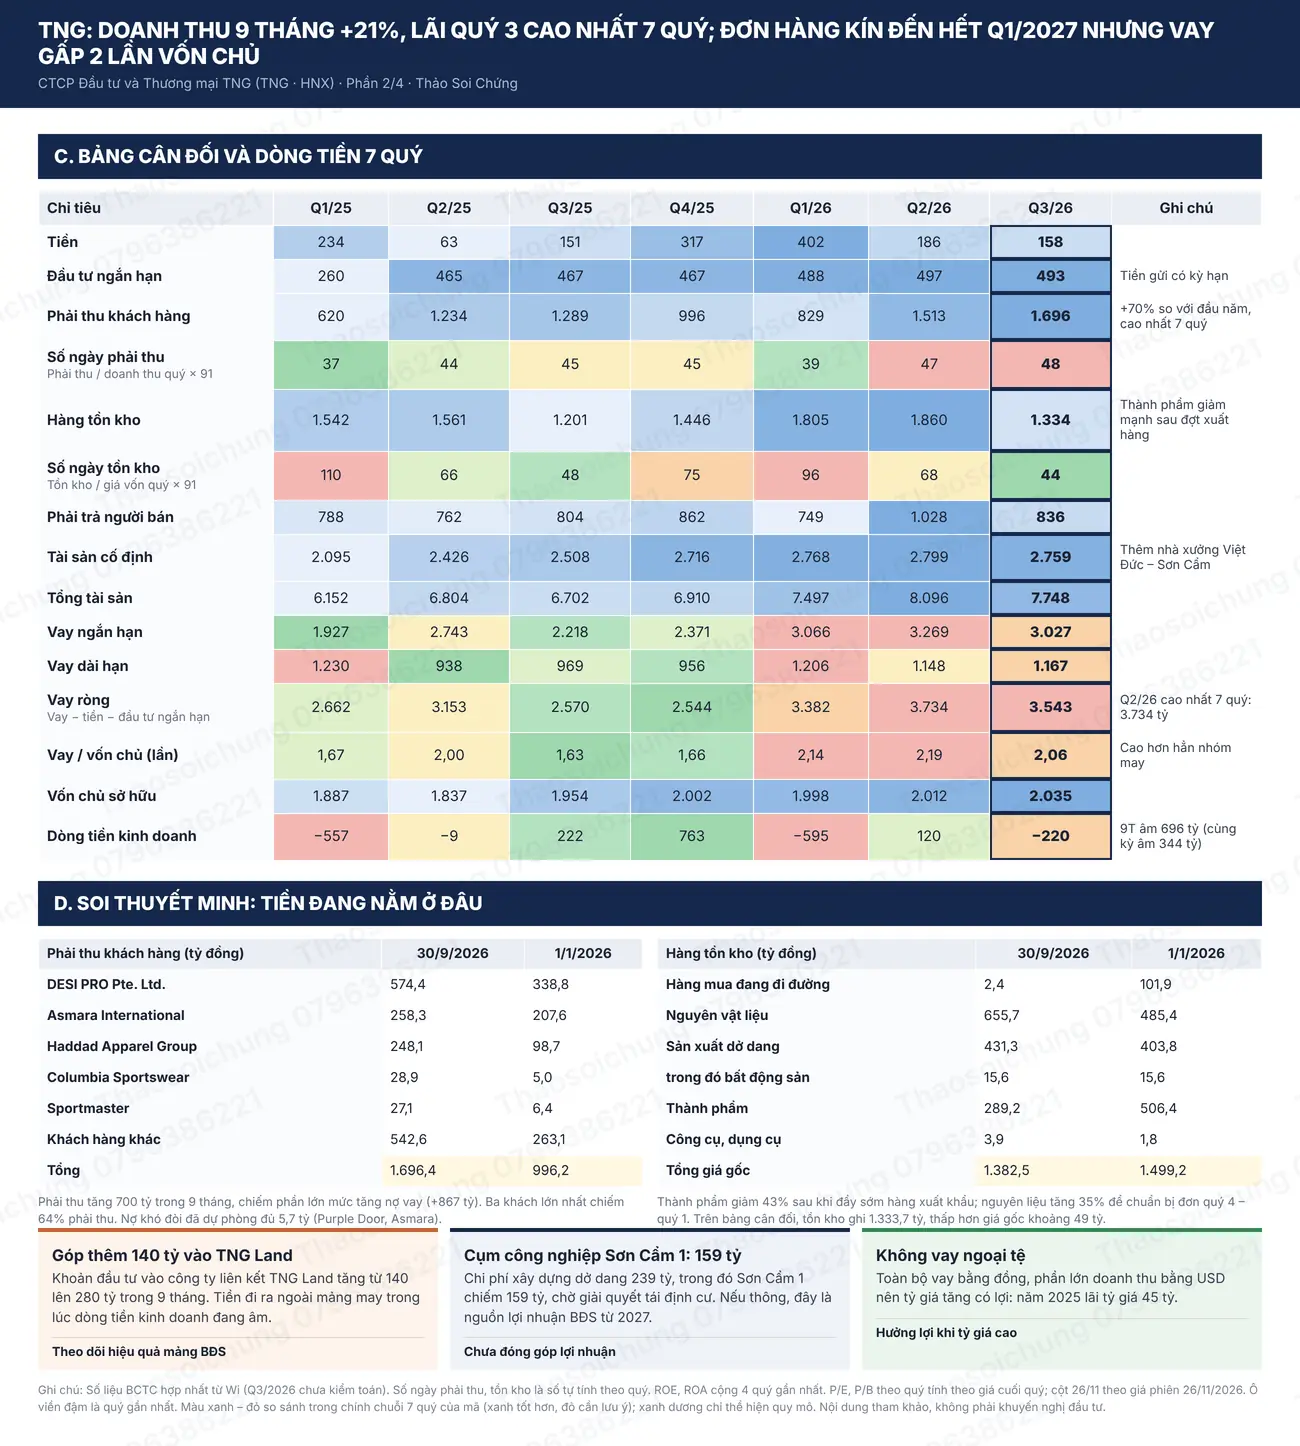 TNG: DOANH THU 9 THÁNG +21%, LÃI QUÝ 3 CAO NHẤT 7 QUÝ; ĐƠN HÀNG KÍN ĐẾN HẾT Q1/2027 NHƯNG VAY
GẤP 2 LẦN VỐN CHỦ
CTCP Đầu tư và Thương mại TNG (TNG · HNX) · Phần 2/4 · Thảo Soi Chứng
C. BẢNG CÂN ĐỐI VÀ DÒNG TIỀN 7 QUÝ
Chỉ tiêu Q1/25 Q2/25 Q3/25 Q4/25 Q1/26 Q2/26 Q3/26 Ghi chú
Tiền 234 63 151 317 402 186 158
Đầu tư ngắn hạn 260 465 467 467 488 497 493 Tiền gửi có kỳ hạn
Phải thu khách hàng 620 1.234 1.289 996 829 1.513 1.696 +70% so với đầu năm,
cao nhất 7 quý
Số ngày phải thu 37 44 45 45 39 47 48
Phải thu / doanh thu quý × 91
Hàng tồn kho 1.542 1.561 1.201 1.446 1.805 1.860 1.334 Thành phẩm giảm
mạnh sau đợt xuất
hàng
Số ngày tồn kho 110 66 48 75 96 68 44
Tồn kho / giá vốn quý × 91
Phải trả người bán 788 762 804 862 749 1.028 836
Tài sản cố định 2.095 2.426 2.508 2.716 2.768 2.799 2.759 Thêm nhà xưởng Việt
Đức – Sơn Cẩm
Tổng tài sản 6.152 6.804 6.702 6.910 7.497 8.096 7.748
Vay ngắn hạn 1.927 2.743 2.218 2.371 3.066 3.269 3.027
Vay dài hạn 1.230 938 969 956 1.206 1.148 1.167
Vay ròng 2.662 3.153 2.570 2.544 3.382 3.734 3.543 Q2/26 cao nhất 7 quý:
Vay − tiền − đầu tư ngắn hạn 3.734 tỷ
Vay / vốn chủ (lần) 1,67 2,00 1,63 1,66 2,14 2,19 2,06 Cao hơn hẳn nhóm
may
Vốn chủ sở hữu 1.887 1.837 1.954 2.002 1.998 2.012 2.035
Dòng tiền kinh doanh −557 −9 222 763 −595 120 −220 9T âm 696 tỷ (cùng
kỳ âm 344 tỷ)
D. SOI THUYẾT MINH: TIỀN ĐANG NẰM Ở ĐÂU
Phải thu khách hàng (tỷ đồng) 30/9/2026 1/1/2026
DESI PRO Pte. Ltd. 574,4 338,8
Asmara International 258,3 207,6
Haddad Apparel Group 248,1 98,7
Columbia Sportswear 28,9 5,0
Sportmaster 27,1 6,4
Khách hàng khác 542,6 263,1
Tổng 1.696,4 996,2
Phải thu tăng 700 tỷ trong 9 tháng, chiếm phần lớn mức tăng nợ vay (+867 tỷ). Ba khách lớn nhất chiếm
64% phải thu. Nợ khó đòi đã dự phòng đủ 5,7 tỷ (Purple Door, Asmara).
Hàng tồn kho (tỷ đồng) 30/9/2026 1/1/2026
Hàng mua đang đi đường 2,4 101,9
Nguyên vật liệu 655,7 485,4
Sản xuất dở dang 431,3 403,8
trong đó bất động sản 15,6 15,6
Thành phẩm 289,2 506,4
Công cụ, dụng cụ 3,9 1,8
Tổng giá gốc 1.382,5 1.499,2
Thành phẩm giảm 43% sau khi đẩy sớm hàng xuất khẩu; nguyên liệu tăng 35% để chuẩn bị đơn quý 4 –
quý 1. Trên bảng cân đối, tồn kho ghi 1.333,7 tỷ, thấp hơn giá gốc khoảng 49 tỷ.
Góp thêm 140 tỷ vào TNG Land
Khoản đầu tư vào công ty liên kết TNG Land tăng từ 140
lên 280 tỷ trong 9 tháng. Tiền đi ra ngoài mảng may trong
lúc dòng tiền kinh doanh đang âm.
Theo dõi hiệu quả mảng BĐS
Cụm công nghiệp Sơn Cẩm 1: 159 tỷ
Chi phí xây dựng dở dang 239 tỷ, trong đó Sơn Cẩm 1
chiếm 159 tỷ, chờ giải quyết tái định cư. Nếu thông, đây là
nguồn lợi nhuận BĐS từ 2027.
Chưa đóng góp lợi nhuận
Không vay ngoại tệ
Toàn bộ vay bằng đồng, phần lớn doanh thu bằng USD
nên tỷ giá tăng có lợi: năm 2025 lãi tỷ giá 45 tỷ.
Hưởng lợi khi tỷ giá cao
Ghi chú: Số liệu BCTC hợp nhất từ Wi (Q3/2026 chưa kiểm toán). Số ngày phải thu, tồn kho là số tự tính theo quý. ROE, ROA cộng 4 quý gần nhất. P/E, P/B theo quý tính theo giá cuối quý; cột 26/11 theo giá phiên 26/11/2026. Ô
viền đậm là quý gần nhất. Màu xanh – đỏ so sánh trong chính chuỗi 7 quý của mã (xanh tốt hơn, đỏ cần lưu ý); xanh dương chỉ thể hiện quy mô. Nội dung tham khảo, không phải khuyến nghị đầu tư.
Thaosoichung 0796386221